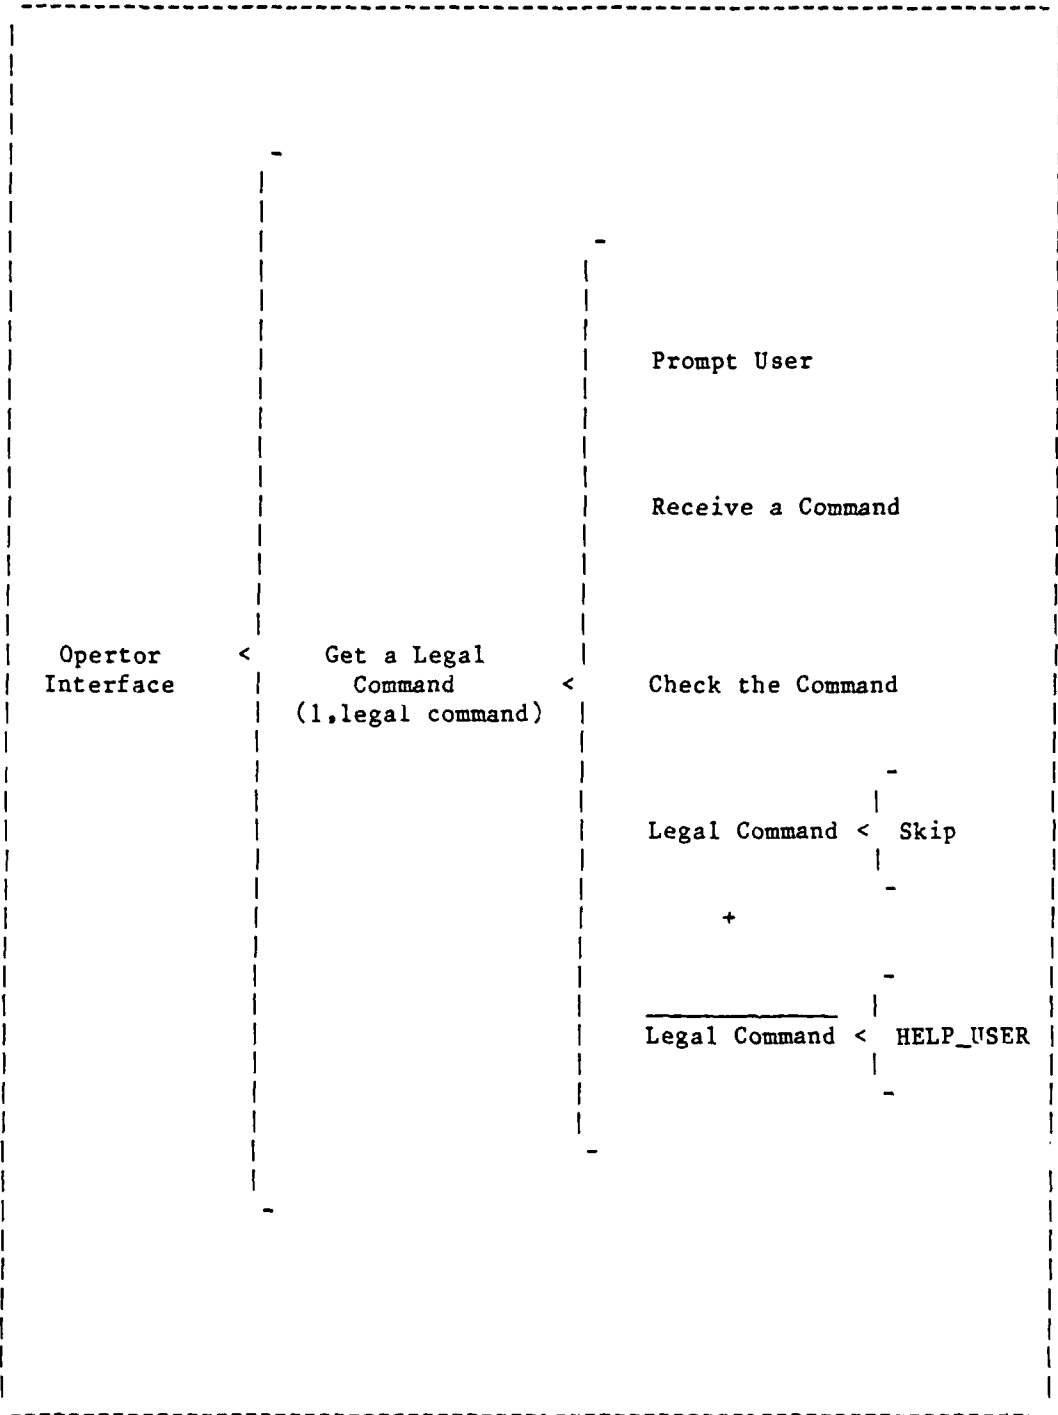 Prompt User
Receive a Command
Opertor
Interface
<
Get a Legal
Command
(1,legal command)
<
Check the Command
Legal Command < Skip
+
Legal Command < HELP_USER